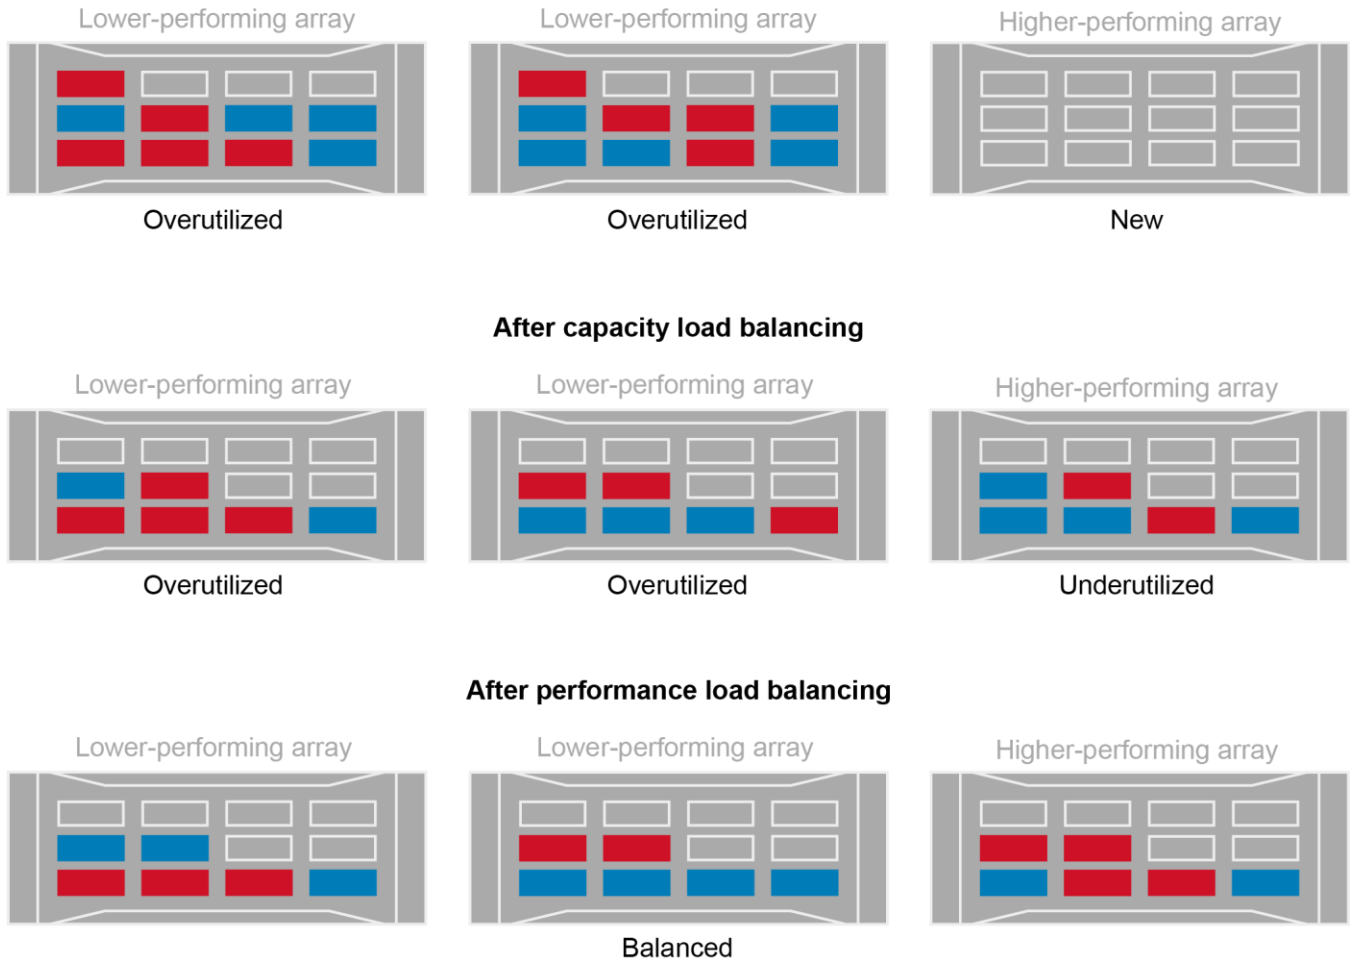 Lower-performing array
Lower-performing array
Higher-performing array
Overutilized
Overutilized
New
After capacity load balancing
Lower-performing array
Lower-performing array
Higher-performing array
Overutilized
Overutilized
Underutilized
After performance load balancing
Lower-performing array
Lower-performing array
Higher-performing array
Balanced